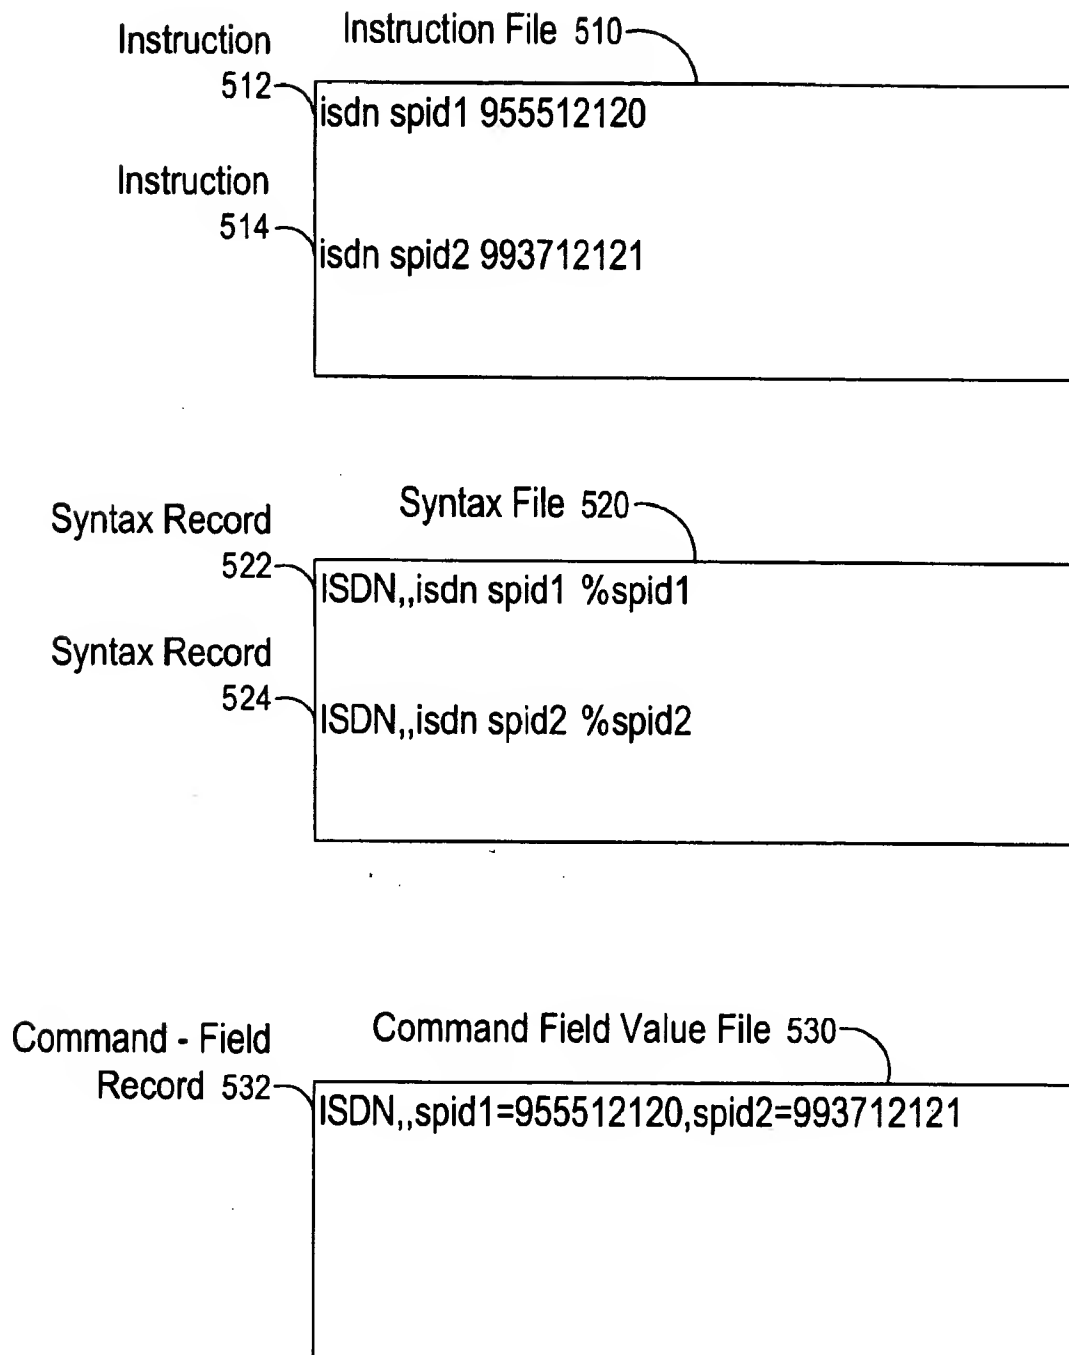 Instruction File 510
Instruction
512
isdn spid1 955512120
Instruction
514
isdn spid2 993712121
Syntax File 520
Syntax Record
522
ISDN,,isdn spid1 %spid1
Syntax Record
524
ISDN,,isdn spid2 %spid2
Command Field Value File 530
Command - Field
Record 532
ISDN,,spid1=955512120,spid2=993712121